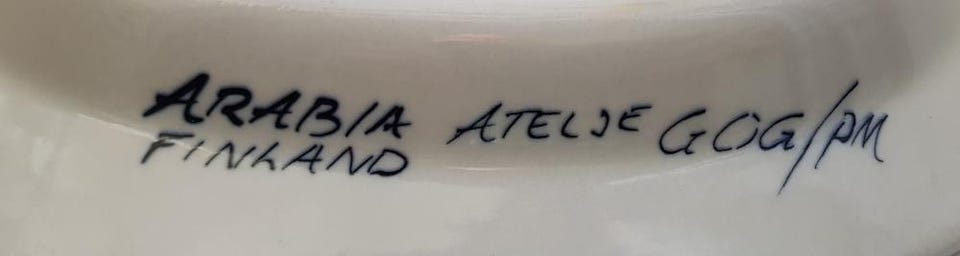 ARABIA ATELJE GOG/PM
FINLAND